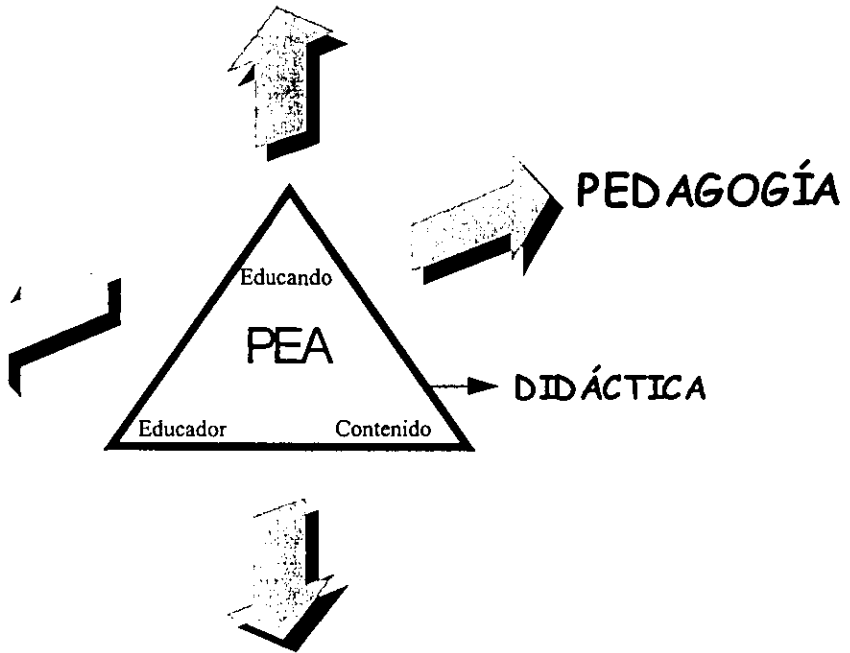 PEDAGOGÍA
Educando
PEA
DIDÁCTICA
Educador
Contenido